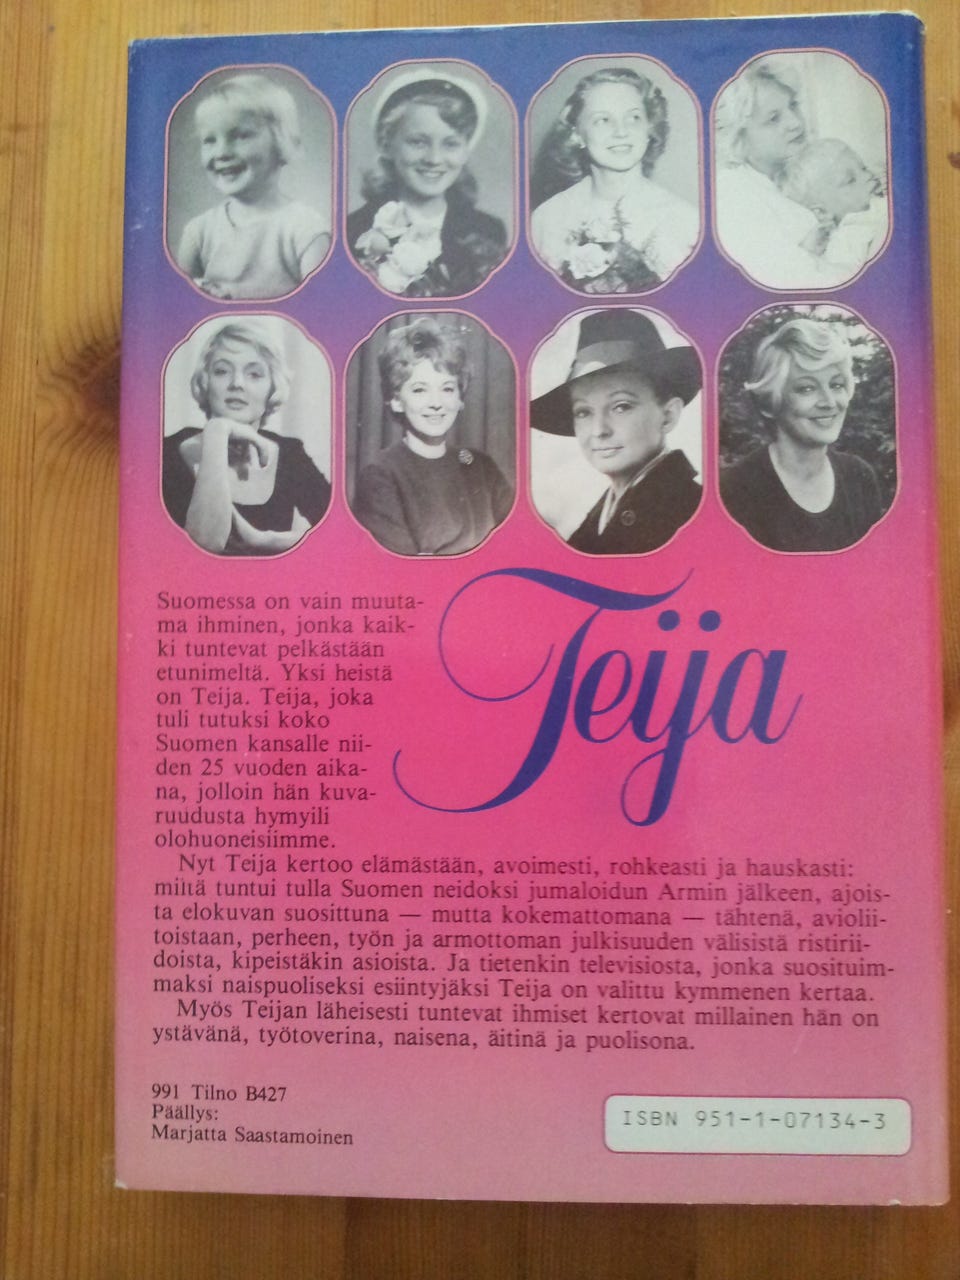 Teija
Suomessa on vain muuta-
ma ihminen, jonka kaik-
ki tuntevat pelkästään
etunimeltä. Yksi heistä
on Teija. Teija, joka
tuli tutuksi koko
Suomen kansalle nii-
den 25 vuoden aika-
na, jolloin hän kuva-
ruudusta hymyili
olohuoneisiimme.
Nyt Teija kertoo elämästään, avoimesti, rohkeasti ja hauskasti:
miltä tuntui tulla Suomen neidoksi jumaloidun Armin jälkeen, ajois-
ta elokuvan suosittuna — mutta kokemattomana — tähtenä, aviolii-
toistaan, perheen, työn ja armottoman julkisuuden välisistä ristirii-
doista, kipeistäkin asioista. Ja tietenkin televisiosta, jonka suosituim-
maksi naispuoliseksi esiintyjäksi Teija on valittu kymmenen kertaa.
Myös Teijan läheisesti tuntevat ihmiset kertovat millainen hän on
ystävänä, työtoverina, naisena, äitinä ja puolisona.
991 Tilno B427
Päällys:
Marjatta Saastamoinen
ISBN 951-1-07134-3